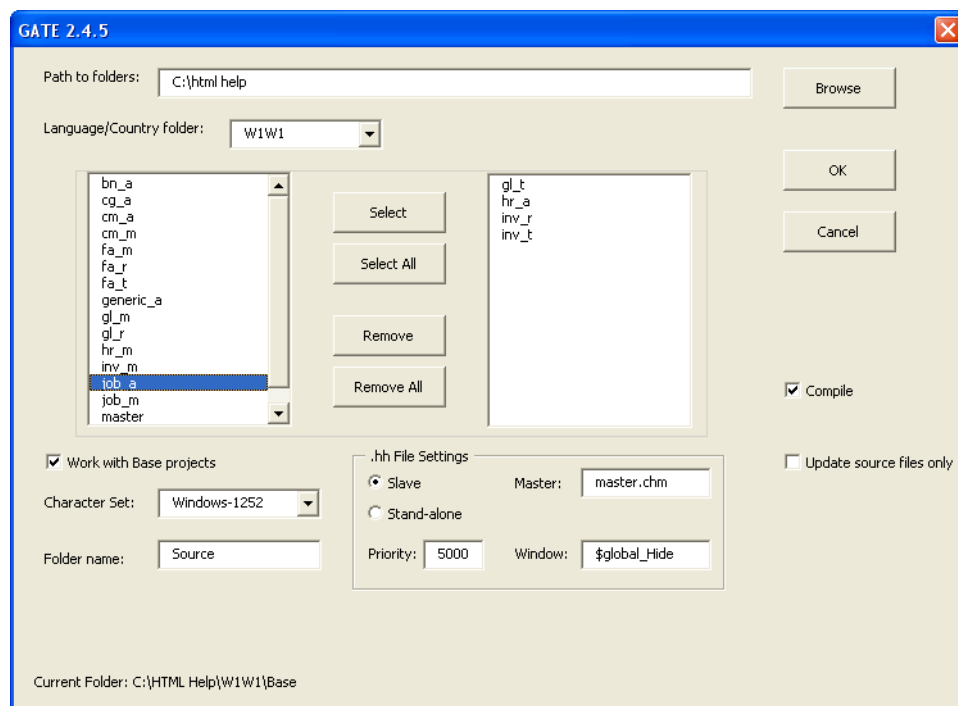 GATE 2.4.5
Path to folders:
C:\html help
Browse
Language/Country folder:
W1W1
OK
Cancel
bn_a
cg_a
cm_a
cm_m
fa_m
fa_r
fa_t
generic_a
gl_m
gl_r
hr_m
inv_m
job_a
job_m
master
Select
Select All
Remove
Remove All
gl_t
hr_a
inv_r
inv_t
Compile
Work with Base projects
Update source files only
Character Set:
Windows-1252
Folder name:
Source
.hh File Settings
Slave
Master:
master.chm
Stand-alone
Priority:
5000
Window:
$global_Hide
Current Folder: C:\HTML Help\W1W1\Base